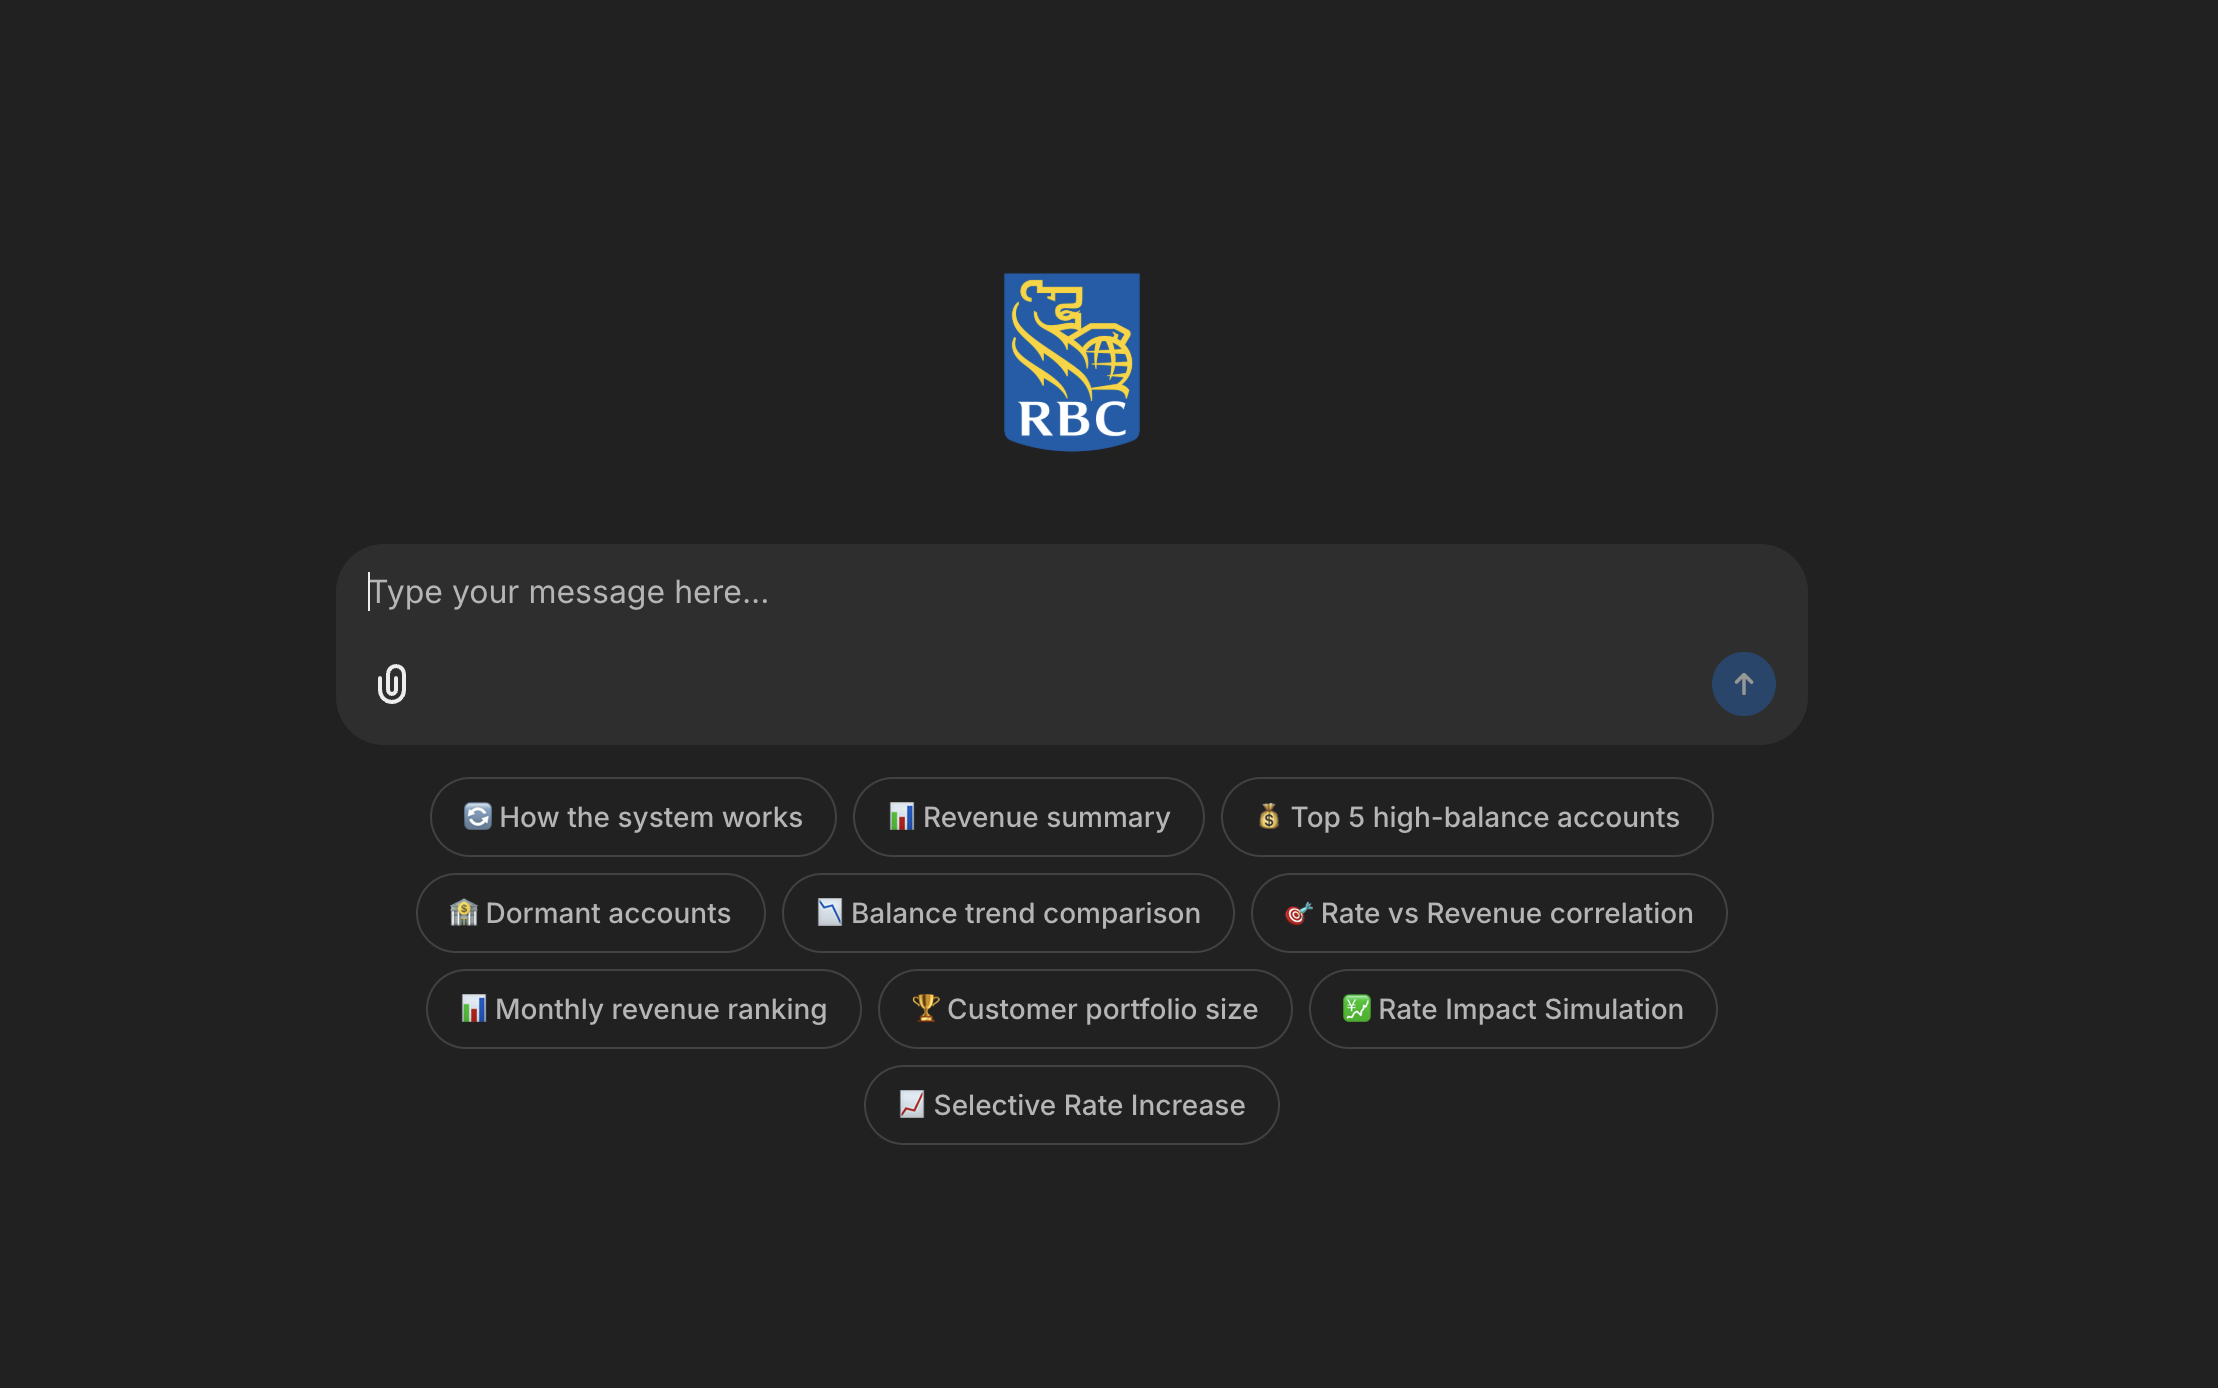 RBC
Type your message here...
How the system works
Revenue summary
Top 5 high-balance accounts
Dormant accounts
Balance trend comparison
Rate vs Revenue correlation
Monthly revenue ranking
Customer portfolio size
Rate Impact Simulation
Selective Rate Increase